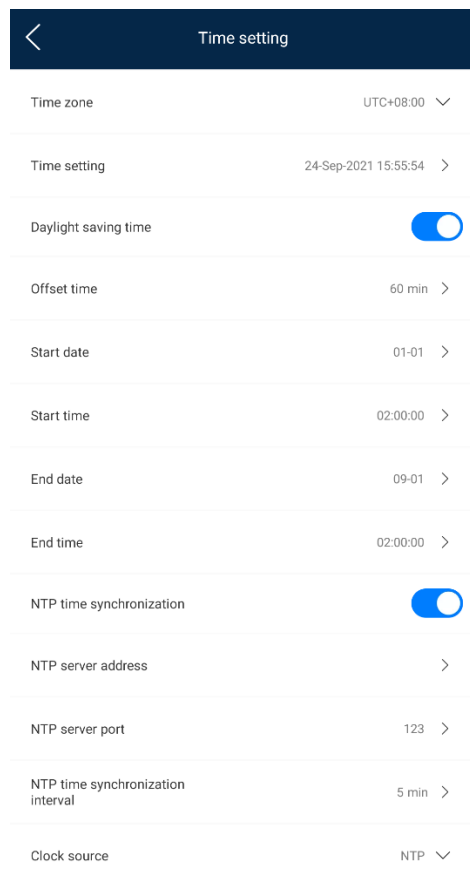 Time setting
Time zone UTC+08:00
Time setting 24-Sep-2021 15:55:54
Daylight saving time
Offset time 60 min
Start date 01-01
Start time 02:00:00
End date 09-01
End time 02:00:00
NTP time synchronization
NTP server address
NTP server port 123
NTP time synchronization
interval 5 min
Clock source NTP